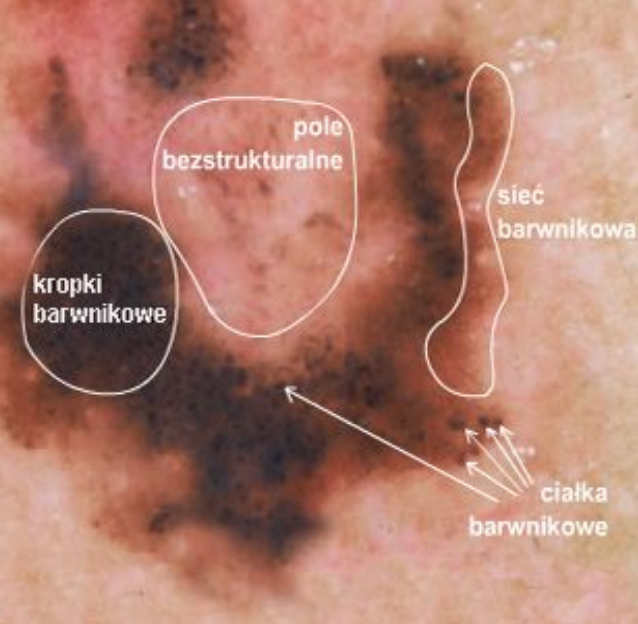 pole
bezstrukturalne
sieć
barwnikowa
kropki
barwnikowe
ciałka
barwnikowe